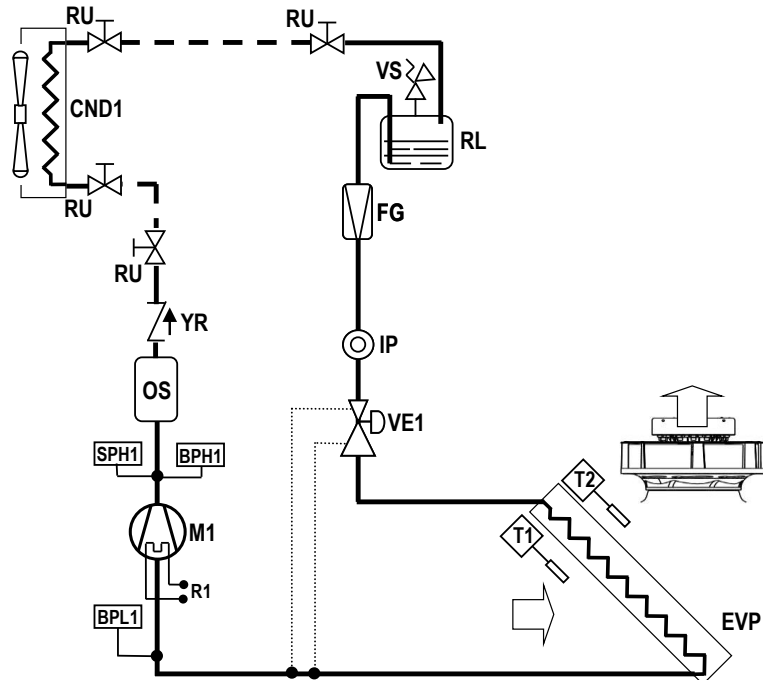 RU
RU
VS
CND1
RL
RU
FG
RU
YR
IP
OS
VE1
SPH1
BPH1
T2
T1
M1
R1
BPL1
EVP